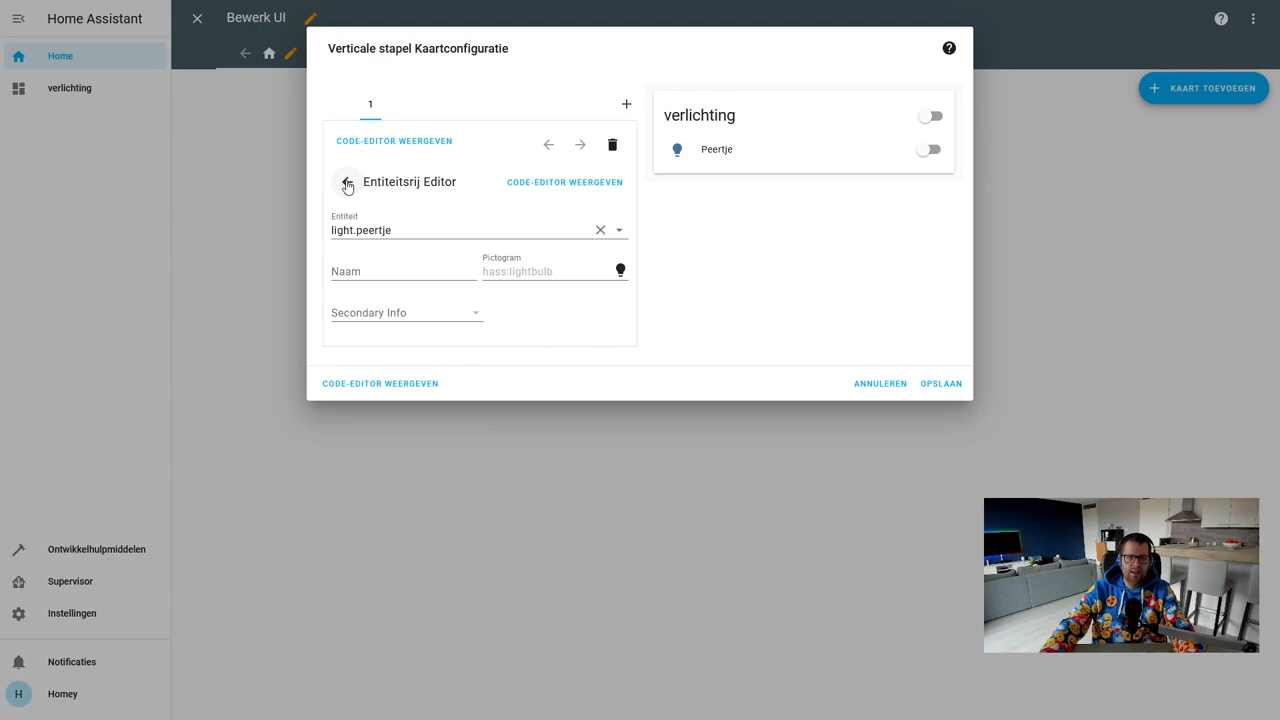 Home Assistant
Bewerk UI
Home
verlichting
Ontwikkelhulpmiddelen
Supervisor
Instellingen
Notificaties
H
Homey
KAART TOEVOEGEN
Verticale stapel Kaartconfiguratie
1
CODE-EDITOR WEERGEVEN
Entiteitsrij Editor
CODE-EDITOR WEERGEVEN
Entiteit
light.peertje
Naam
Pictogram
hass:lightbulb
Secondary Info
verlichting
Peertje
CODE-EDITOR WEERGEVEN
ANNULEREN
OPSLAAN